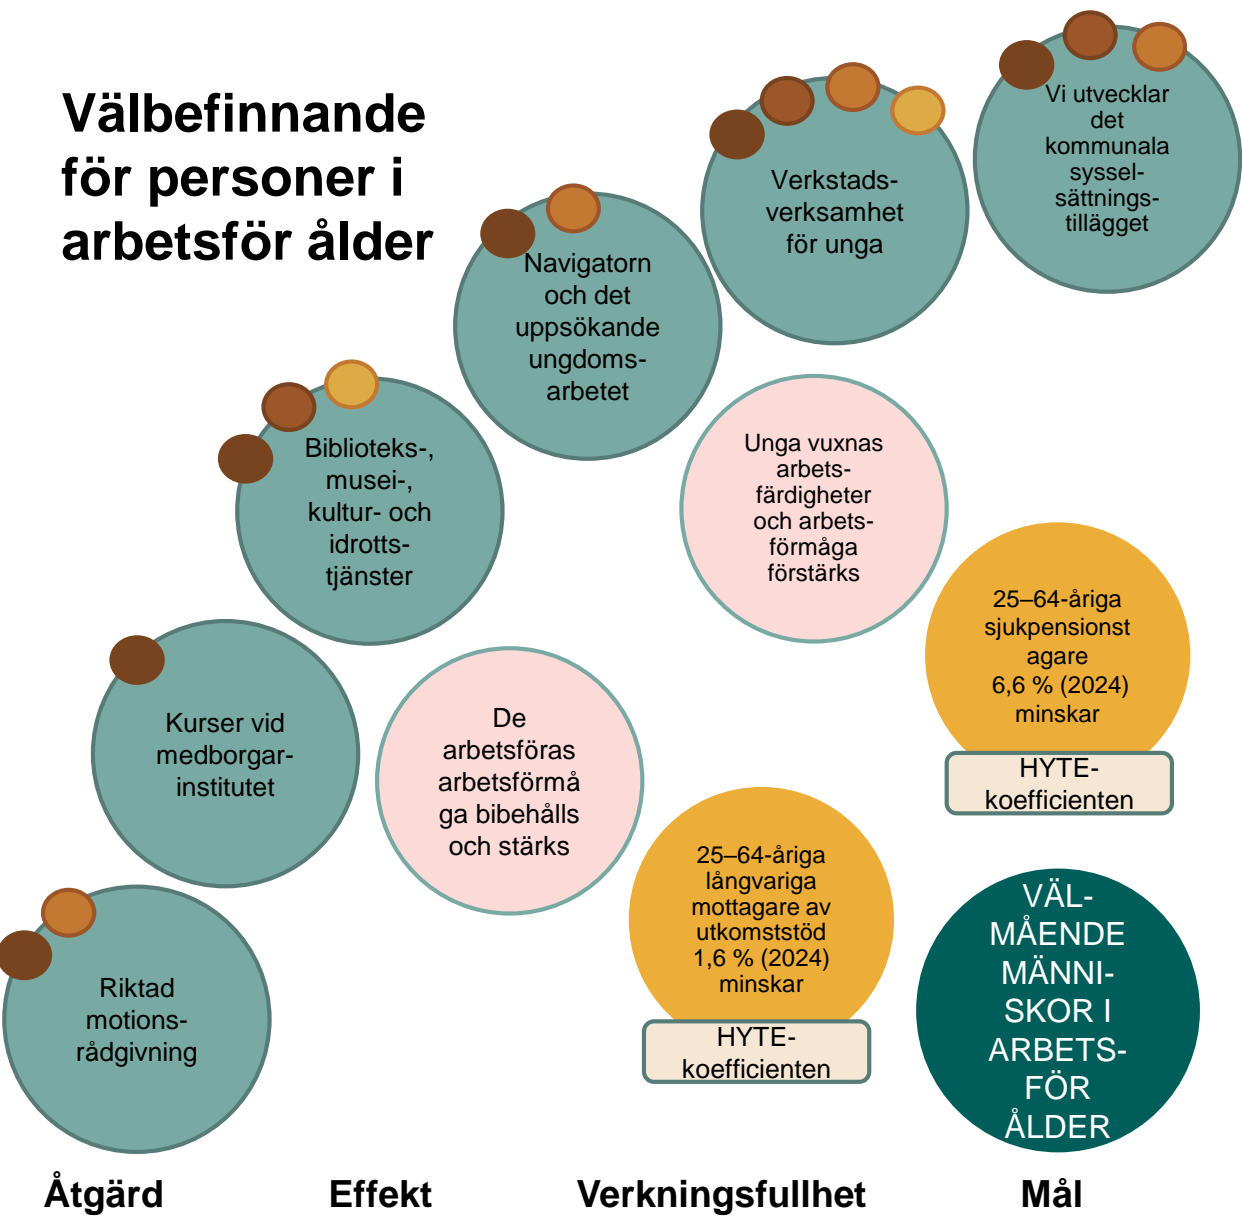 Välbefinnande
för personer i
arbetsför ålder
Vi utvecklar
det
kommunala
syssel-
sättnings-
tillägget
Verkstads-
verksamhet
för unga
Navigatorn
och det
uppsökande
ungdoms-
arbetet
Biblioteks-,
musei-,
kultur- och
idrotts-
tjänster
Kurser vid
medborgar-
institutet
Riktad
motions-
rådgivning
Unga vuxnas
arbets-
färdigheter
och arbets-
förmåga
förstärks
De
arbetsföras
arbetsförmå
ga bibehålls
och stärks
25–64-åriga
sjukpensionst
agare
6,6 % (2024)
minskar
HYTE-
koefficienten
25–64-åriga
långvariga
mottagare av
utkomststöd
1,6 % (2024)
minskar
HYTE-
koefficienten
VÄL-
MÅENDE
MÄNNI-
SKOR I
ARBETS-
FÖR
ÅLDER
Åtgärd Effekt Verkningsfullhet Mål